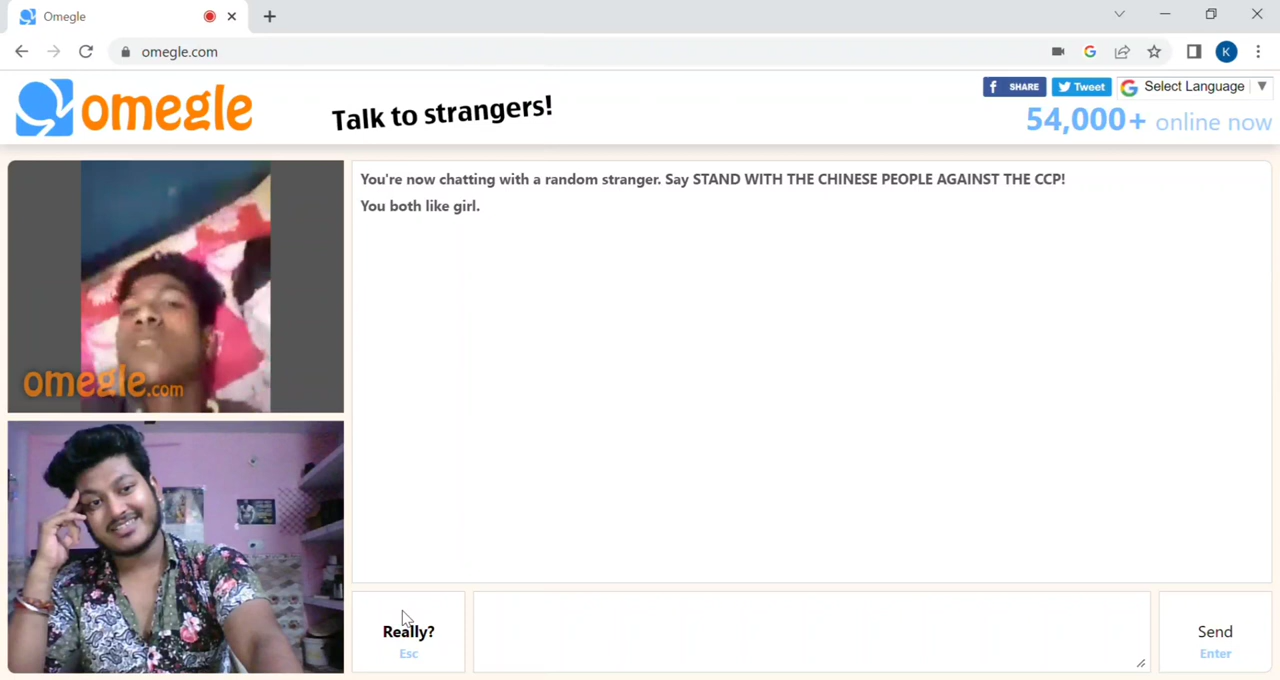 Omegle
omegle.com
K
omegle
Talk to strangers!
f SHARE
Tweet
G Select Language ▼
54,000+ online now
You're now chatting with a random stranger. Say STAND WITH THE CHINESE PEOPLE AGAINST THE CCP!
You both like girl.
omegle.com
Really?
Esc
Send
Enter